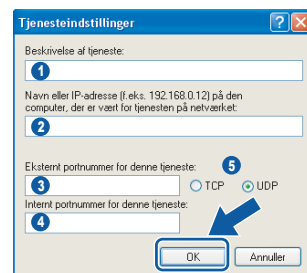 Tjenesteindstillinger
Beskrivelse af tjeneste:
1
Navn eller IP-adresse (f.eks. 192.168.0.12) på den
computer, der er vært for tjenesten på netværket:
2
Eksternt portnummer for denne tjeneste:
5
3
TCP
UDP
Internt portnummer for denne tjeneste:
4
OK
Annuller